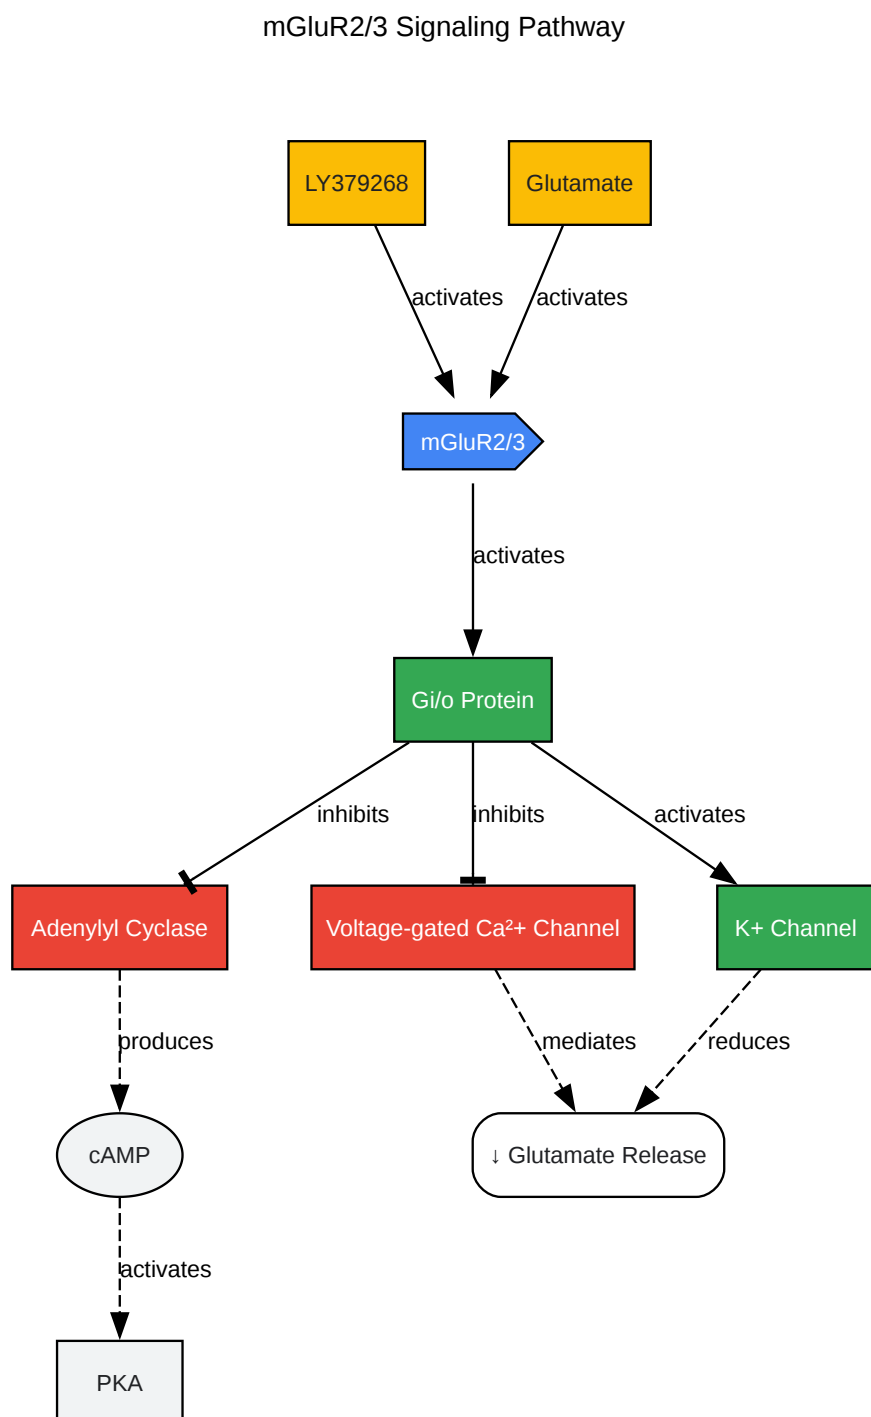 mGluR2/3 Signaling Pathway
LY379268
Glutamate
activates
activates
mGluR2/3
activates
Gi/o Protein
inhibits
inhibits
activates
Adenylyl Cyclase
Voltage-gated Ca²+ Channel
K+ Channel
produces
mediates
reduces
cAMP
↓ Glutamate Release
activates
PKA